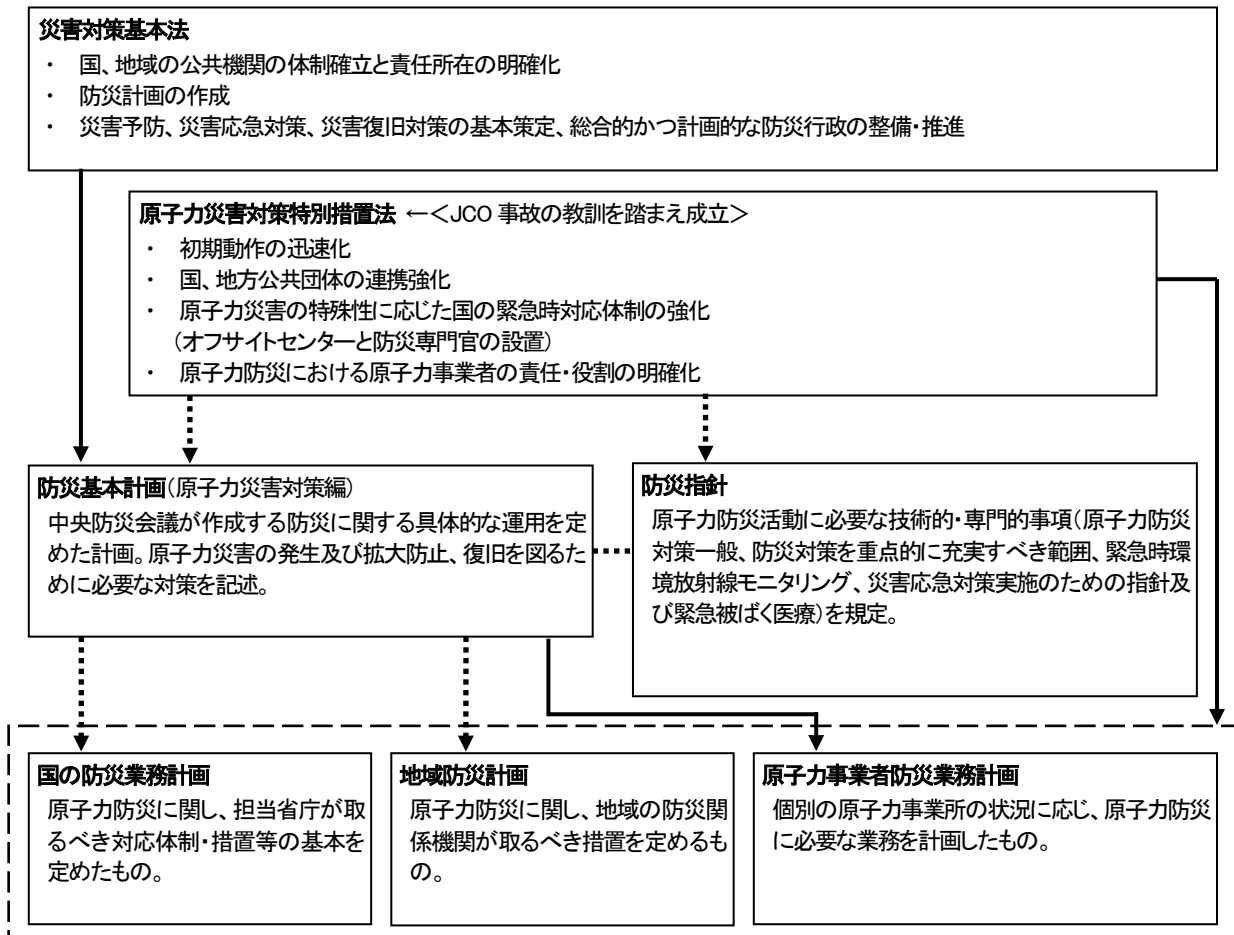 災害対策基本法
・ 国、地域の公共機関の体制確立と責任所在の明確化
・ 防災計画の作成
・ 災害予防、災害応急対策、災害復旧対策の基本策定、総合的かつ計画的な防災行政の整備・推進
原子力災害対策特別措置法 ←＜JCO 事故の教訓を踏まえ成立＞
・ 初期動作の迅速化
・ 国、地方公共団体の連携強化
・ 原子力災害の特殊性に応じた国の緊急時対応体制の強化
（オフサイトセンターと防災専門官の設置）
・ 原子力防災における原子力事業者の責任・役割の明確化
防災基本計画（原子力災害対策編）
中央防災会議が作成する防災に関する具体的な運用を定
めた計画。原子力災害の発生及び拡大防止、復旧を図るた
めに必要な対策を記述。
防災指針
原子力防災活動に必要な技術的・専門的事項（原子力防災
対策一般、防災対策を重点的に充実すべき範囲、緊急時環
境放射線モニタリング、災害応急対策実施のための指針及
び緊急被ばく医療）を規定。
国の防災業務計画
原子力防災に関し、担当省庁が取
るべき対応体制・措置等の基本を
定めたもの。
地域防災計画
原子力防災に関し、地域の防災関
係機関が取るべき措置を定めるも
の。
原子力事業者防災業務計画
個別の原子力事業所の状況に応じ、原子力防災
に必要な業務を計画したもの。